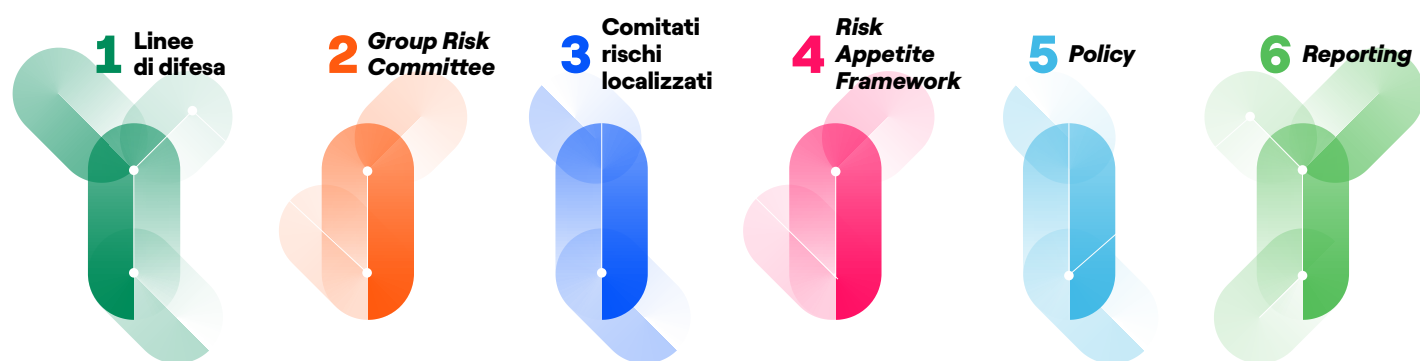 1 Linee
di difesa
2 Group Risk
Committee
3 Comitati
rischi
localizzati
4 Risk
Appetite
Framework
5 Policy
6 Reporting